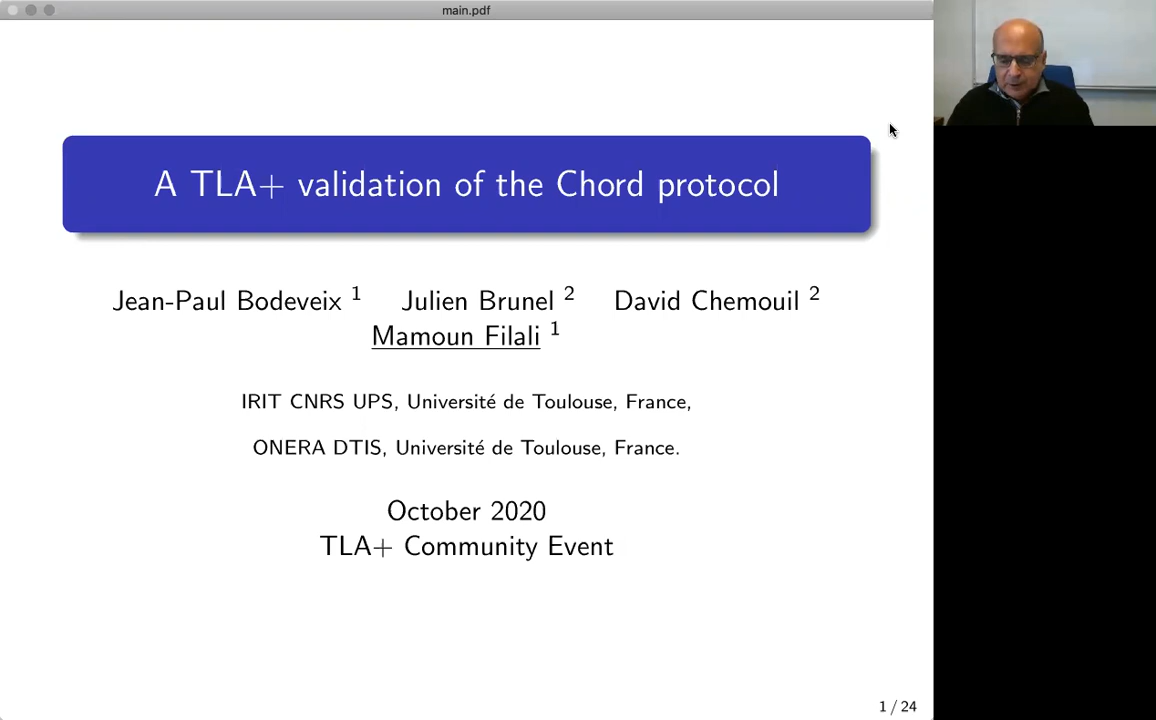 main.pdf
A TLA+ validation of the Chord protocol
Jean-Paul Bodeveix 1 Julien Brunel 2 David Chemouil 2
Mamoun Filali 1
IRIT CNRS UPS, Université de Toulouse, France,
ONERA DTIS, Université de Toulouse, France.
October 2020
TLA+ Community Event
1 / 24